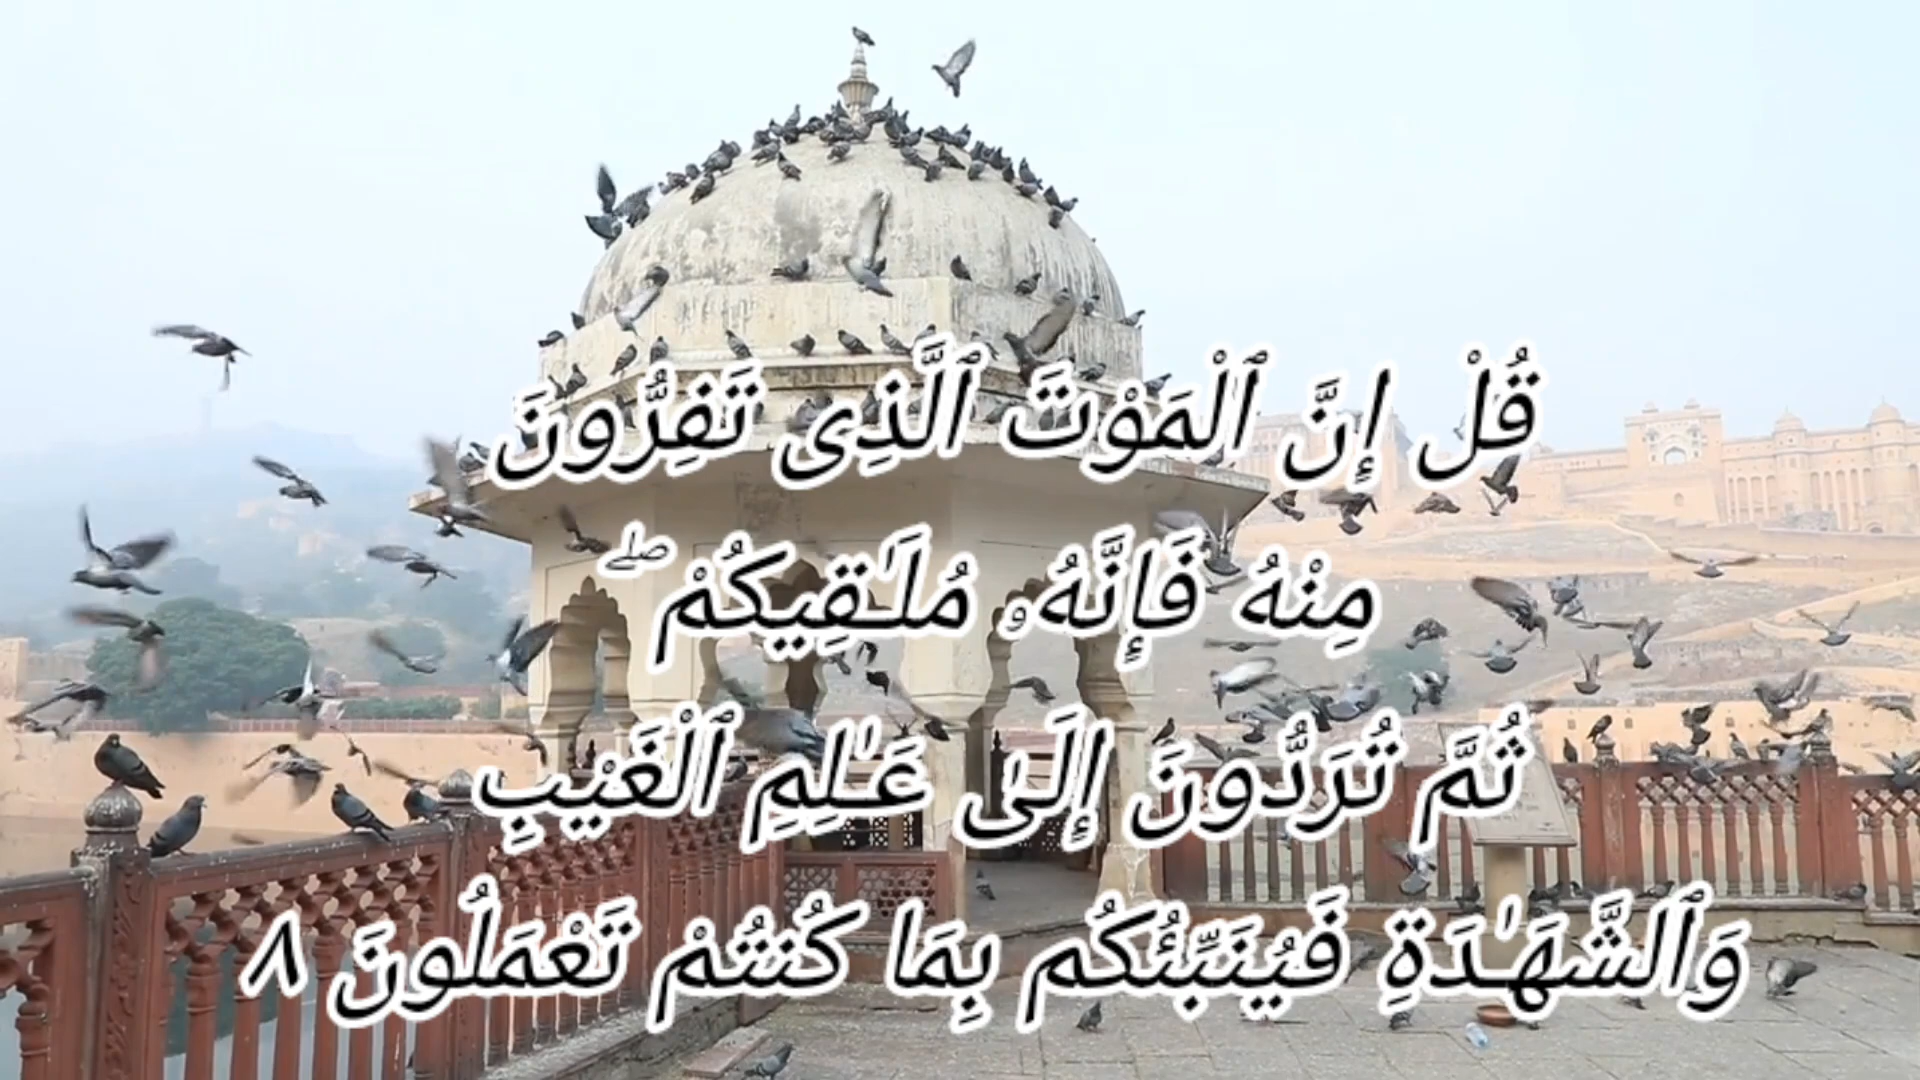 قُلْ إِنَّ ٱلْمَوْتَ ٱلَّذِى تَفِرُّونَ
مِنْهُ فَإِنَّهُۥ مُلَـٰقِيكُمْ ۖ
ثُمَّ تُرَدُّونَ إِلَىٰ عَـٰلِمِ ٱلْغَيْبِ
وَٱلشَّهَـٰدَةِ فَيُنَبِّئُكُم بِمَا كُنتُمْ تَعْمَلُونَ ٨